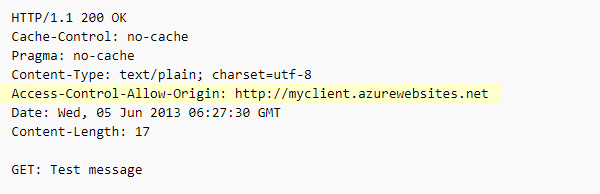 HTTP/1.1 200 OK
Cache-Control: no-cache
Pragma: no-cache
Content-Type: text/plain; charset=utf-8
Access-Control-Allow-Origin: http://myclient.azurewebsites.net
Date: Wed, 05 Jun 2013 06:27:30 GMT
Content-Length: 17

GET: Test message